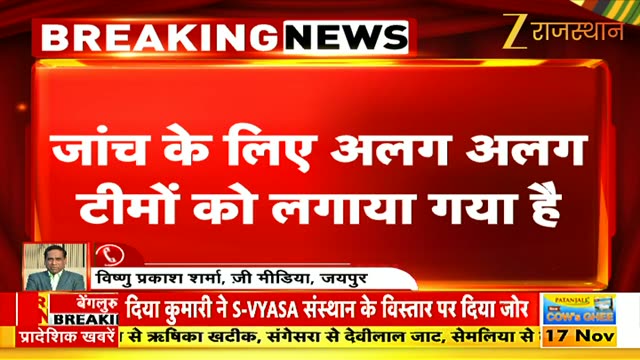 BREAKING NEWS
Z राजस्थान
जांच के लिए अलग अलग
टीमों को लगाया गया है
विष्णु प्रकाश शर्मा, ज़ी मीडिया, जयपुर
बेंगलुरु
BREAKIN
दिया कुमारी ने S-VYASA संस्थान के विस्तार पर दिया जोर
PATANJALI
COW'S GHEE
प्रादेशिक खबरें
से ऋषिका खटीक, संगेसरा से देवीलाल जाट, सेमलिया से
17 Nov